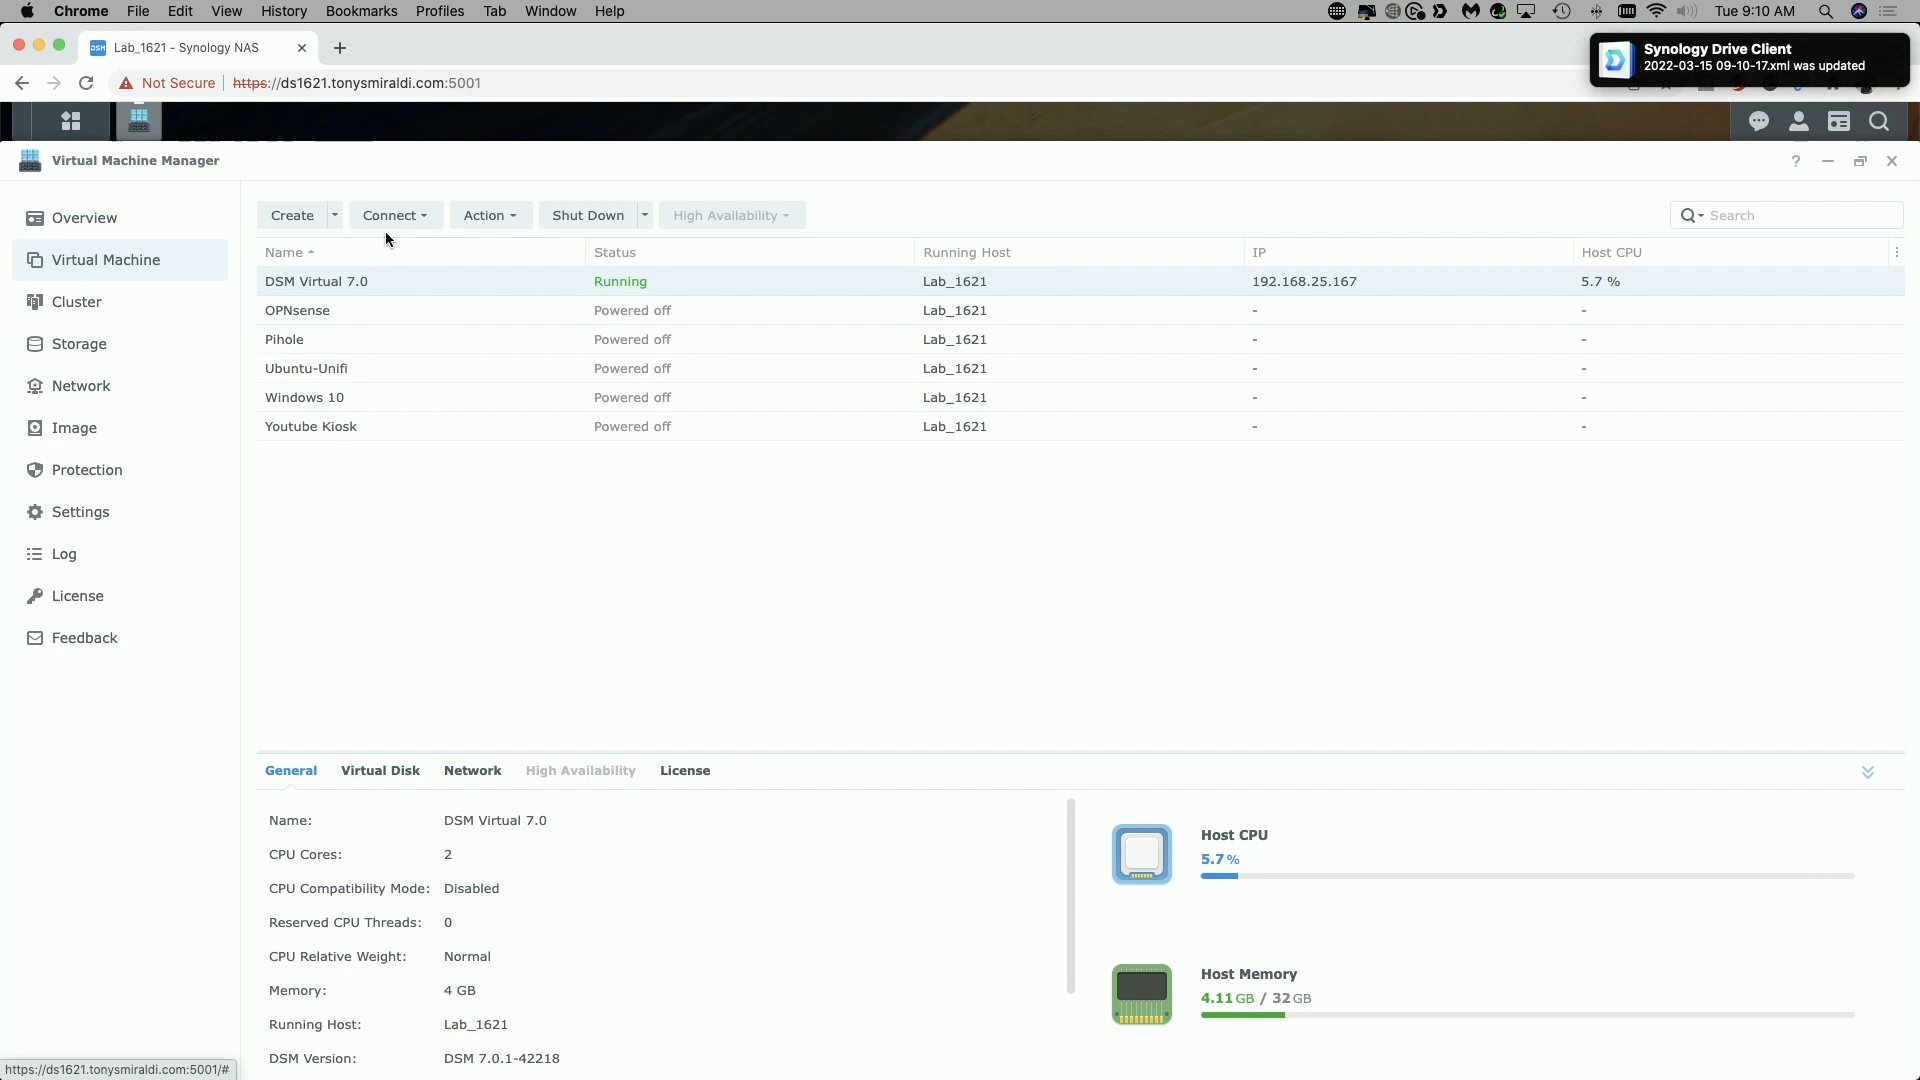 Chrome File Edit View History Bookmarks Profiles Tab Window Help Tue 9:10 AM
Lab_1621 - Synology NAS
Synology Drive Client
2022-03-15 09-10-17.xml was updated
Not Secure https://ds1621.tonysmiraldi.com:5001
Virtual Machine Manager
Overview
Virtual Machine
Cluster
Storage
Network
Image
Protection
Settings
Log
License
Feedback
Create Connect Action Shut Down High Availability Search
Name Status Running Host IP Host CPU
DSM Virtual 7.0 Running Lab_1621 192.168.25.167 5.7 %
OPNsense Powered off Lab_1621 - -
Pihole Powered off Lab_1621 - -
Ubuntu-Unifi Powered off Lab_1621 - -
Windows 10 Powered off Lab_1621 - -
Youtube Kiosk Powered off Lab_1621 - -
General Virtual Disk Network High Availability License
Name: DSM Virtual 7.0
CPU Cores: 2
CPU Compatibility Mode: Disabled
Reserved CPU Threads: 0
CPU Relative Weight: Normal
Memory: 4 GB
Running Host: Lab_1621
DSM Version: DSM 7.0.1-42218
Host CPU
5.7 %
Host Memory
4.11 GB / 32 GB
https://ds1621.tonysmiraldi.com:5001/#